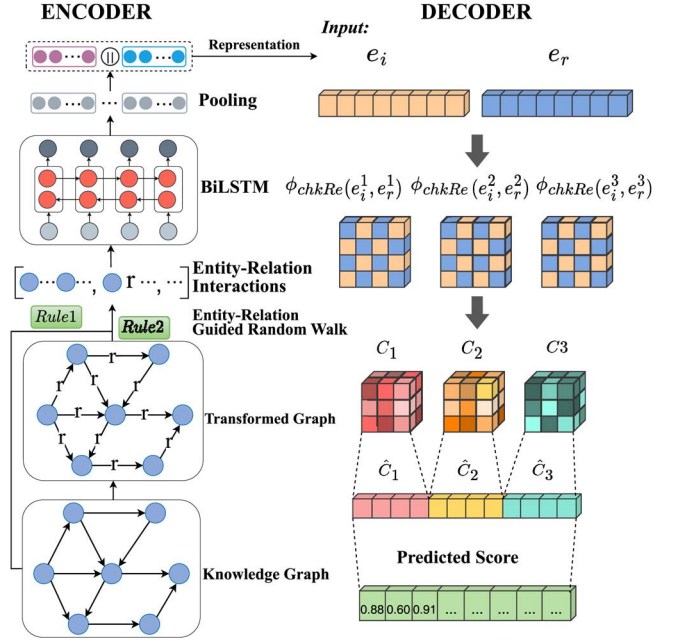 ENCODER
DECODER
Input:
Representation
e_i
e_r
||
Pooling
BiLSTM
ϕ_chkRe(e_i^1, e_r^1) ϕ_chkRe(e_i^2, e_r^2) ϕ_chkRe(e_i^3, e_r^3)
[ ... ..., r ..., ... ]
Entity-Relation
Interactions
Rule1
Rule2
Entity-Relation
Guided Random Walk
C_1
C_2
C3
r
r
r
r
r
r
r
r
r
r
Transformed Graph
Ĉ_1
Ĉ_2
Ĉ_3
Predicted Score
Knowledge Graph
0.88 0.60 0.91 ... ... ... ...